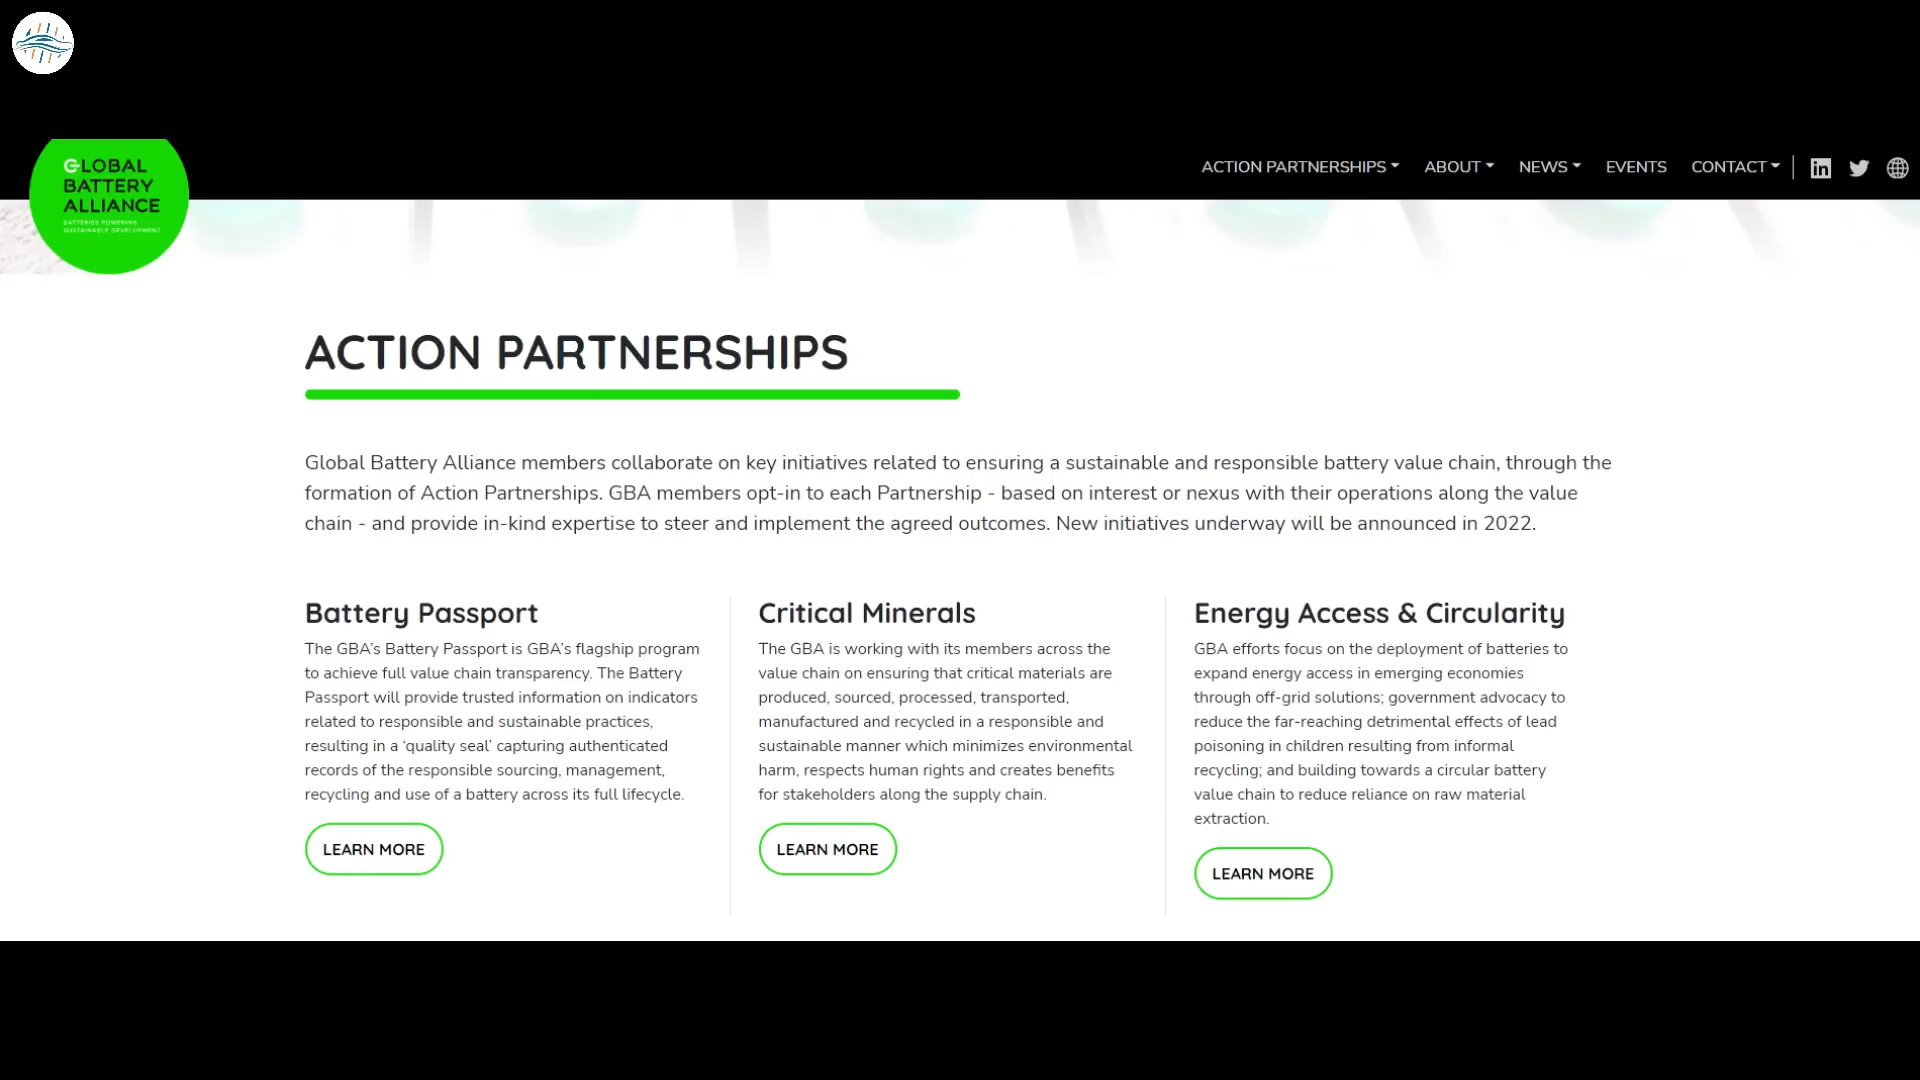 GLOBAL
BATTERY
ALLIANCE
BATTERIES POWERING
SUSTAINABLE DEVELOPMENT
ACTION PARTNERSHIPS ABOUT NEWS EVENTS CONTACT
ACTION PARTNERSHIPS
Global Battery Alliance members collaborate on key initiatives related to ensuring a sustainable and responsible battery value chain, through the
formation of Action Partnerships. GBA members opt-in to each Partnership - based on interest or nexus with their operations along the value
chain - and provide in-kind expertise to steer and implement the agreed outcomes. New initiatives underway will be announced in 2022.
Battery Passport
The GBA’s Battery Passport is GBA’s flagship program
to achieve full value chain transparency. The Battery
Passport will provide trusted information on indicators
related to responsible and sustainable practices,
resulting in a ‘quality seal’ capturing authenticated
records of the responsible sourcing, management,
recycling and use of a battery across its full lifecycle.
LEARN MORE
Critical Minerals
The GBA is working with its members across the
value chain on ensuring that critical materials are
produced, sourced, processed, transported,
manufactured and recycled in a responsible and
sustainable manner which minimizes environmental
harm, respects human rights and creates benefits
for stakeholders along the supply chain.
LEARN MORE
Energy Access & Circularity
GBA efforts focus on the deployment of batteries to
expand energy access in emerging economies
through off-grid solutions; government advocacy to
reduce the far-reaching detrimental effects of lead
poisoning in children resulting from informal
recycling; and building towards a circular battery
value chain to reduce reliance on raw material
extraction.
LEARN MORE